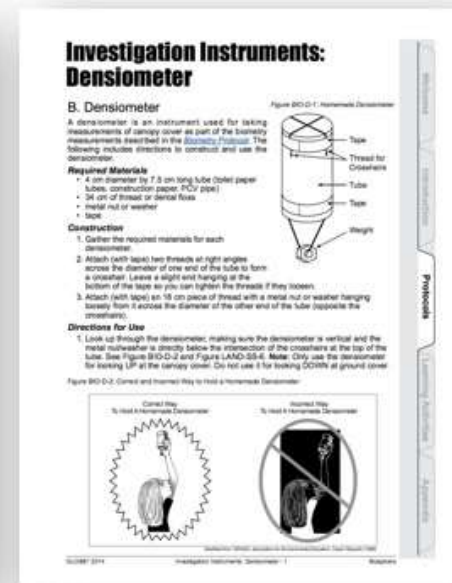 Investigation Instruments:
Densiometer
B. Densiometer
A densiometer is an instrument used for taking
measurements of canopy cover as part of the biometry
measurements described in the Biometry Protocol. The
following includes directions to construct and use the
densiometer.
Required Materials
• 4 cm diameter by 7.5 cm long tube (toilet paper
tubes, construction paper, PCV pipe)
• 34 cm of thread or dental floss
• metal nut or washer
• tape
Construction
1. Gather the required materials for each
densiometer.
2. Attach (with tape) two threads at right angles
across the diameter of one end of the tube to form
a crosshair. Leave a slight end hanging at the
bottom of the tape so you can tighten the threads if they loosen.
3. Attach (with tape) an 18 cm piece of thread with a metal nut or washer hanging
loosely from it across the diameter of the other end of the tube (opposite the
crosshairs).
Figure BIO-D-1: Homemade Densiometer
Tape
Thread for
Crosshairs
Tube
Tape
Weight
Directions for Use
1. Look up through the densiometer, making sure the densiometer is vertical and the
metal nut/washer is directly below the intersection of the crosshairs at the top of the
tube. See Figure BIO-D-2 and Figure LAND-SS-6. Note: Only use the densiometer
for looking UP at the canopy cover. Do not use it for looking DOWN at ground cover
Figure BIO-D-2: Correct and Incorrect Way to Hold a Homemade Densiometer
Correct Way
To Hold A Homemade Densiometer
Incorrect Way
To Hold A Homemade Densiometer
GLOBE® 2014
Investigation Instruments: Densiometer - 1
Biosphere
Welcome
Introduction
Protocols
Learning Activities
Appendix